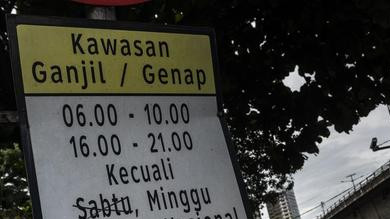 Kawasan
Ganjil / Genap
06.00 - 10.00
16.00 - 21.00
Kecuali
Sabtu, Minggu